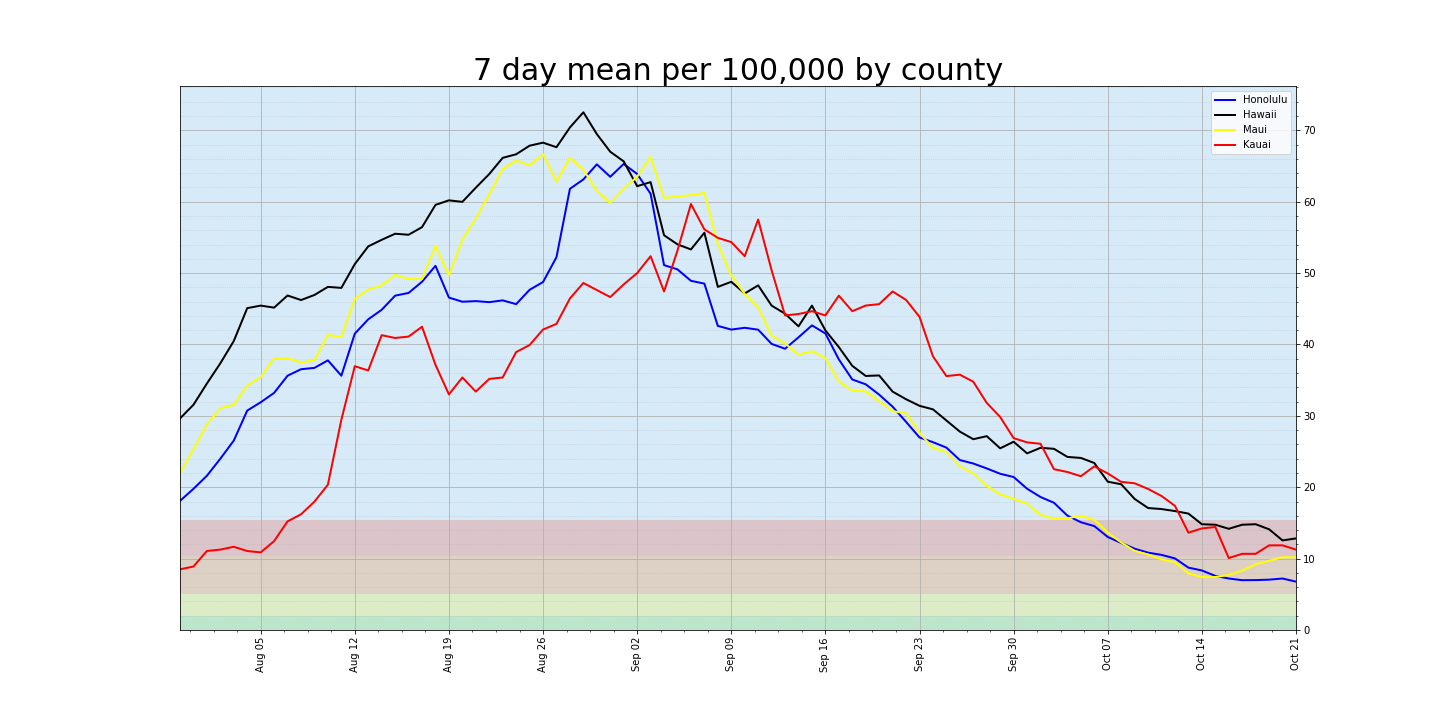 7 day mean per 100,000 by county
Honolulu
Hawaii
Maui
Kauai
70
60
50
40
30
20
10
0
Aug 05
Aug 12
Aug 19
Aug 26
Sep 02
Sep 09
Sep 16
Sep 23
Sep 30
Oct 07
Oct 14
Oct 21